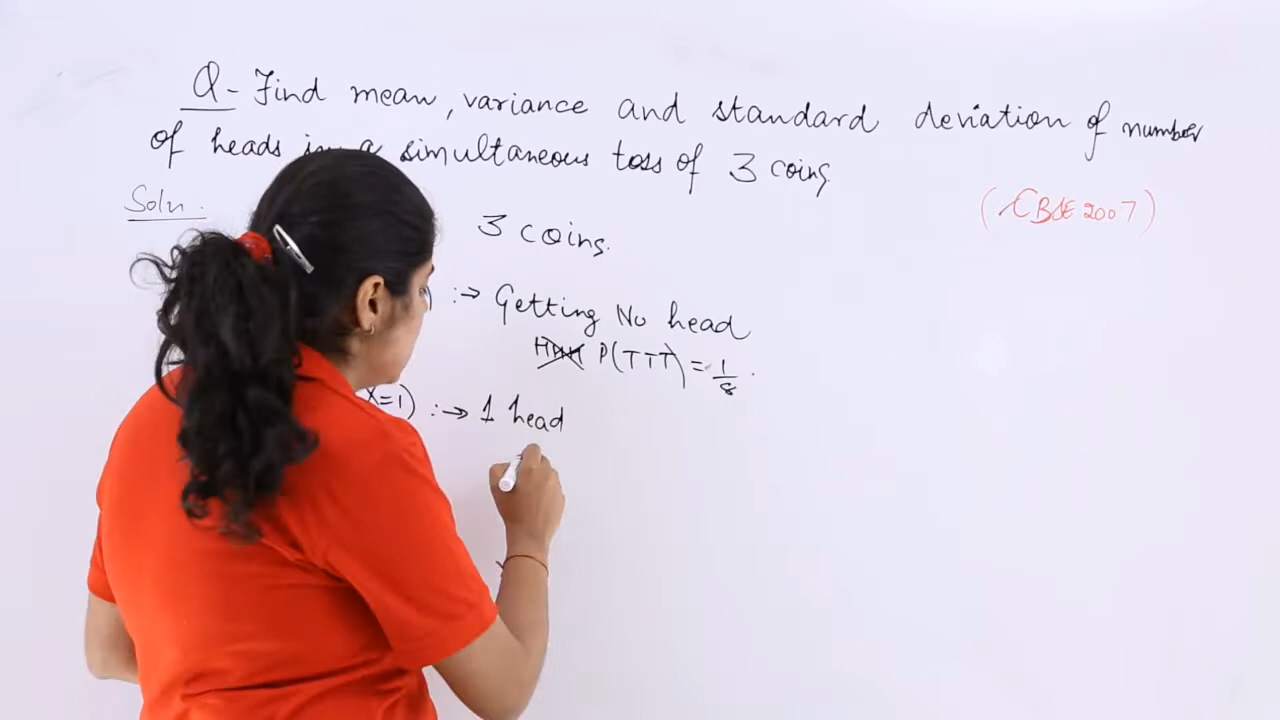 Q- Find mean, variance and standard deviation of number
of heads in a simultaneous toss of 3 coins
Soln.
(CBSE 2007)
3 coins.
) :→ Getting No head
P(TTT) = 1/8.
X=1) :→ 1 head